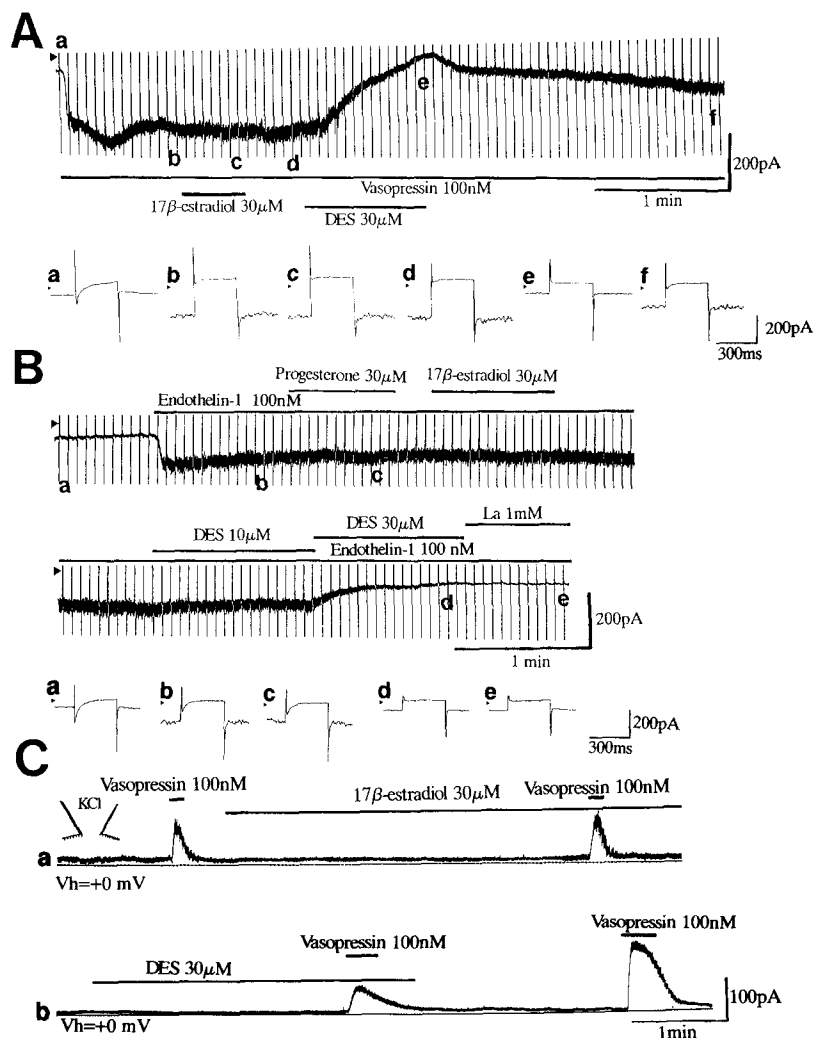 A
a
e
b c d
f
200pA
Vasopressin 100nM
17β-estradiol 30μM
1 min
DES 30μM
a b c d e f
200pA
300ms
B
Progesterone 30μM 17β-estradiol 30μM
Endothelin-1 100nM
a b c
La 1mM
DES 30μM
DES 10μM
Endothelin-1 100 nM
d e
200pA
1 min
a b c d e
200pA
300ms
C
Vasopressin 100nM Vasopressin 100nM
17β-estradiol 30μM
KCl
a
Vh=+0 mV
Vasopressin 100nM
Vasopressin 100nM
DES 30μM
100pA
b
Vh=+0 mV
1min